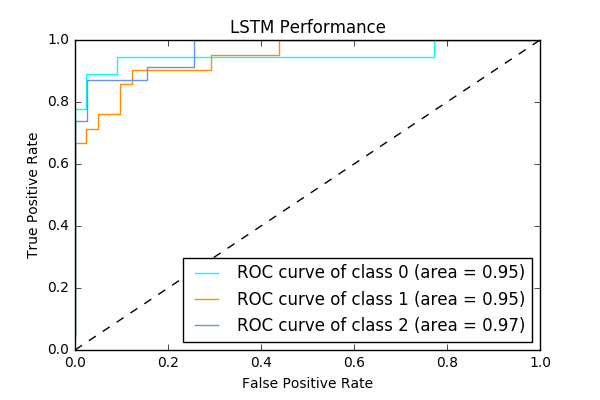 LSTM Performance
1.0
0.8
0.6
0.4
0.2
0.0
True Positive Rate
ROC curve of class 0 (area = 0.95)
ROC curve of class 1 (area = 0.95)
ROC curve of class 2 (area = 0.97)
0.0 0.2 0.4 0.6 0.8 1.0
False Positive Rate